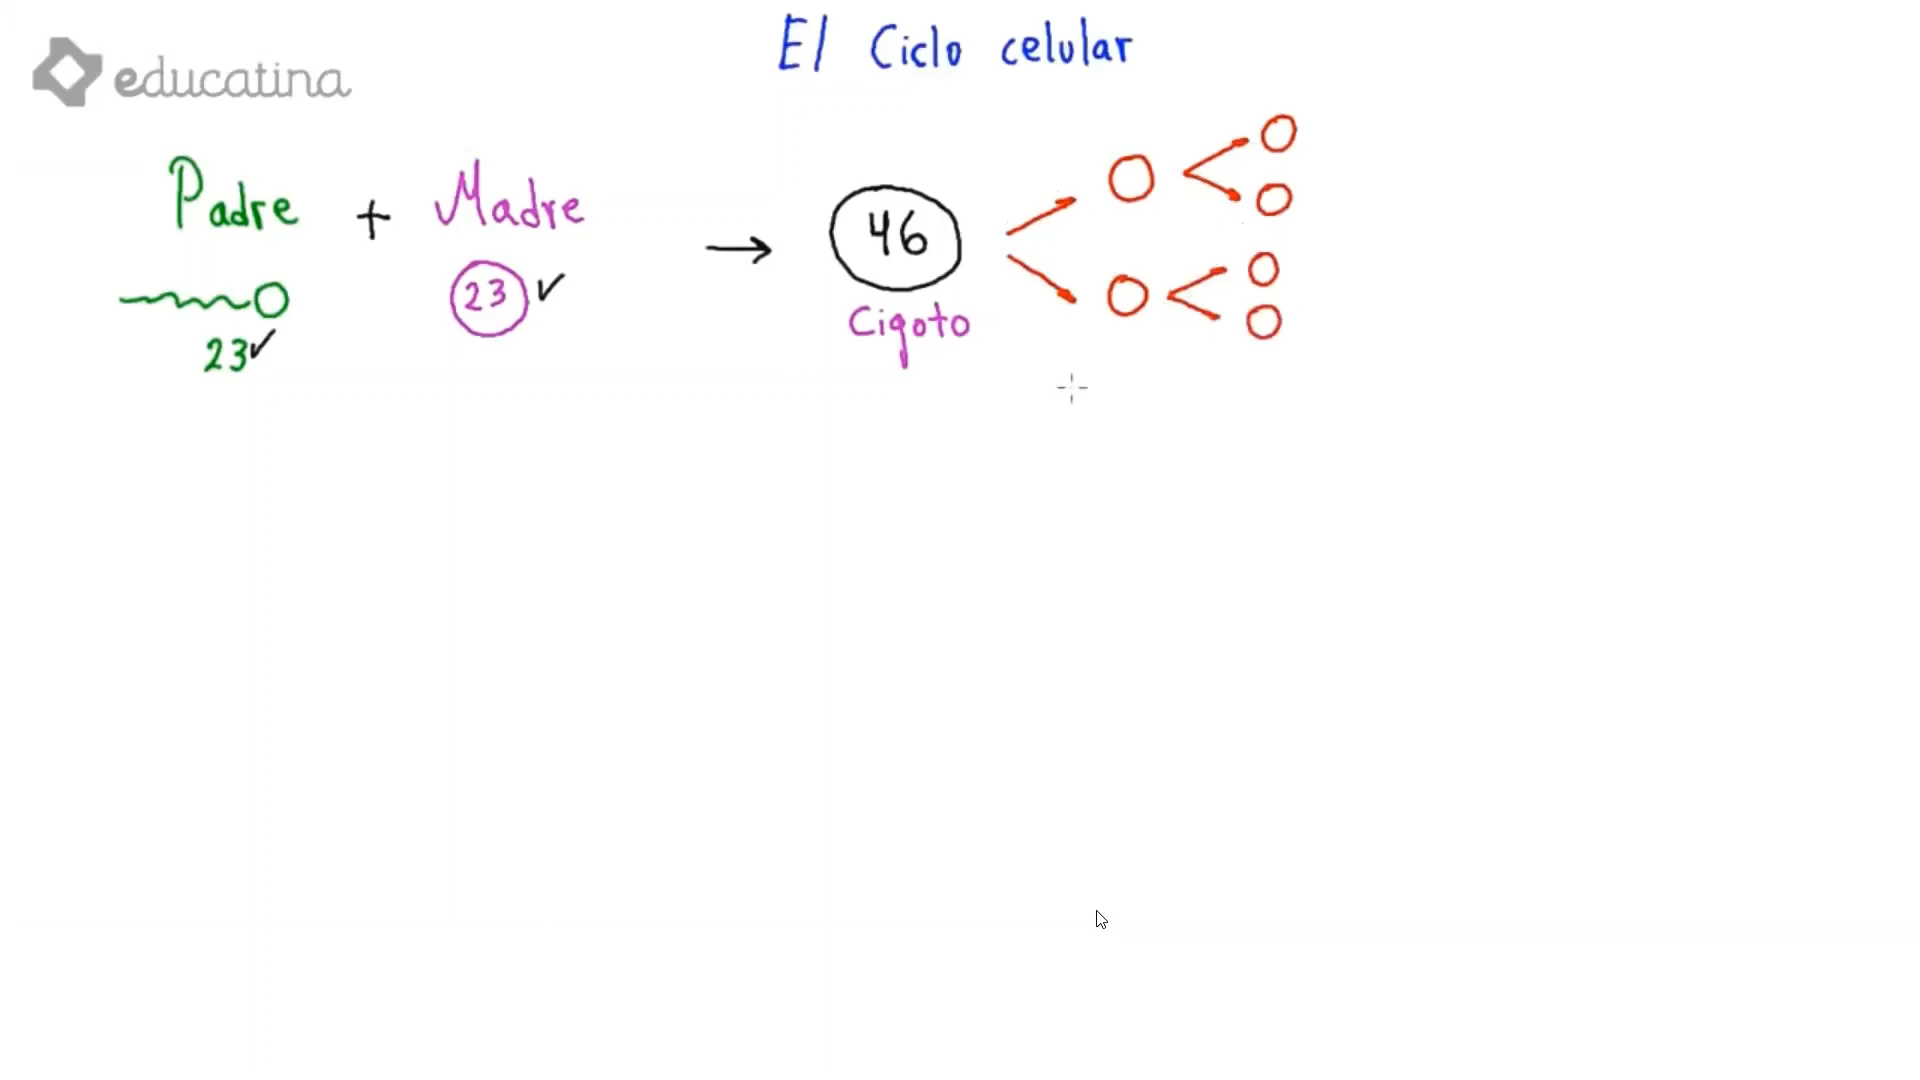 El Ciclo celular
educatina
Padre + Madre → 46
23✓
23✓
Cigoto